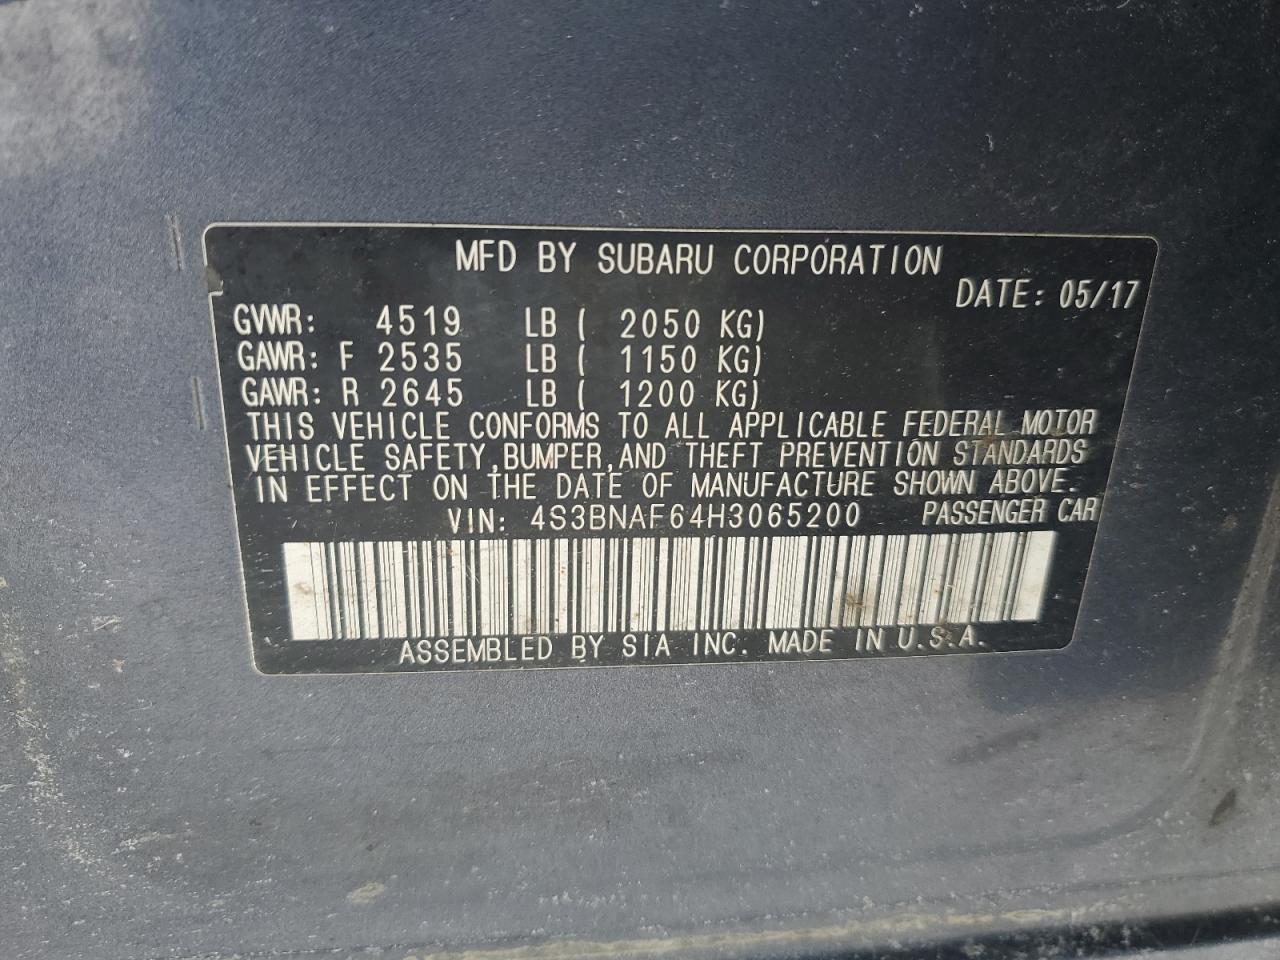 MFD BY SUBARU CORPORATION
DATE: 05/17
GVWR: 4519 LB ( 2050 KG)
GAWR: F 2535 LB ( 1150 KG)
GAWR: R 2645 LB ( 1200 KG)
THIS VEHICLE CONFORMS TO ALL APPLICABLE FEDERAL MOTOR
VEHICLE SAFETY, BUMPER, AND THEFT PREVENTION STANDARDS
IN EFFECT ON THE DATE OF MANUFACTURE SHOWN ABOVE.
VIN: 4S3BNAF64H3065200 PASSENGER CAR
ASSEMBLED BY SIA INC. MADE IN U.S.A.